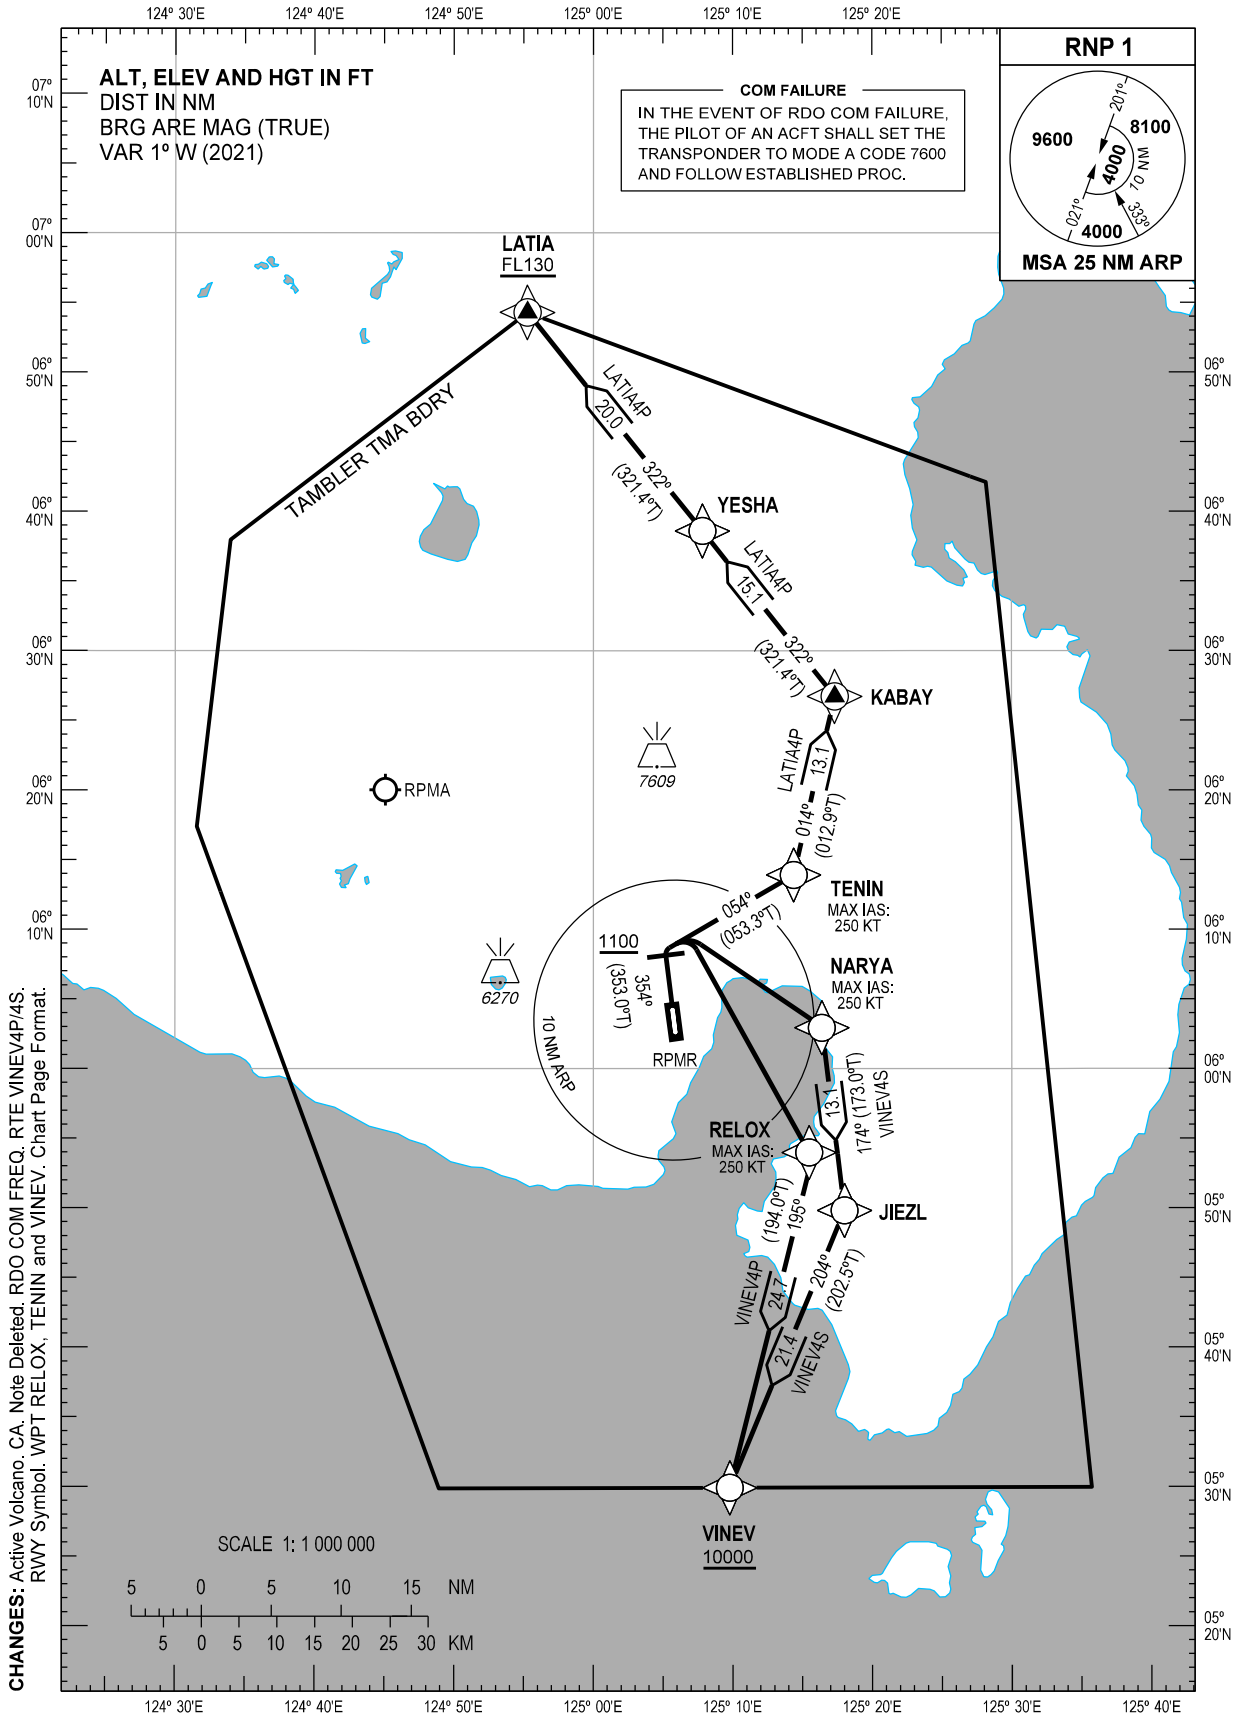 124° 30'E 124° 40'E 124° 50'E 125° 00'E 125° 10'E 125° 20'E
RNP 1
201°
9600
8100
4000
10 NM
021°
333°
4000
MSA 25 NM ARP
ALT, ELEV AND HGT IN FT
DIST IN NM
BRG ARE MAG (TRUE)
VAR 1° W (2021)
COM FAILURE
IN THE EVENT OF RDO COM FAILURE,
THE PILOT OF AN ACFT SHALL SET THE
TRANSPONDER TO MODE A CODE 7600
AND FOLLOW ESTABLISHED PROC.
07°
10'N
07°
00'N
06°
50'N
06°
40'N
06°
30'N
06°
20'N
06°
10'N
LATIA
FL130
TAMBLER TMA BDRY
LATIA4P
20.0
322°
(321.4°T)
YESHA
LATIA4P
15.1
322°
(321.4°T)
KABAY
LATIA4P
13.1
014°
(012.9°T)
7609
RPMA
TENIN
MAX IAS:
250 KT
054°
(053.3°T)
1100
354°
(353.0°T)
6270
NARYA
MAX IAS:
250 KT
10 NM ARP
RPMR
13.1
174° (173.0°T)
VINEV4S
RELOX
MAX IAS:
250 KT
JIEZL
(194.0°T)
195°
204°
(202.5°T)
VINEV4P
24.7
21.4
VINEV4S
VINEV
10000
06°
50'N
06°
40'N
06°
30'N
06°
20'N
06°
10'N
06°
00'N
05°
50'N
05°
40'N
05°
30'N
05°
20'N
SCALE 1: 1 000 000
5 0 5 10 15 NM
5 0 5 10 15 20 25 30 KM
124° 30'E 124° 40'E 124° 50'E 125° 00'E 125° 10'E 125° 20'E 125° 30'E 125° 40'E
CHANGES: Active Volcano. CA. Note Deleted. RDO COM FREQ. RTE VINEV4P/4S.
RWY Symbol. WPT RELOX, TENIN and VINEV. Chart Page Format.